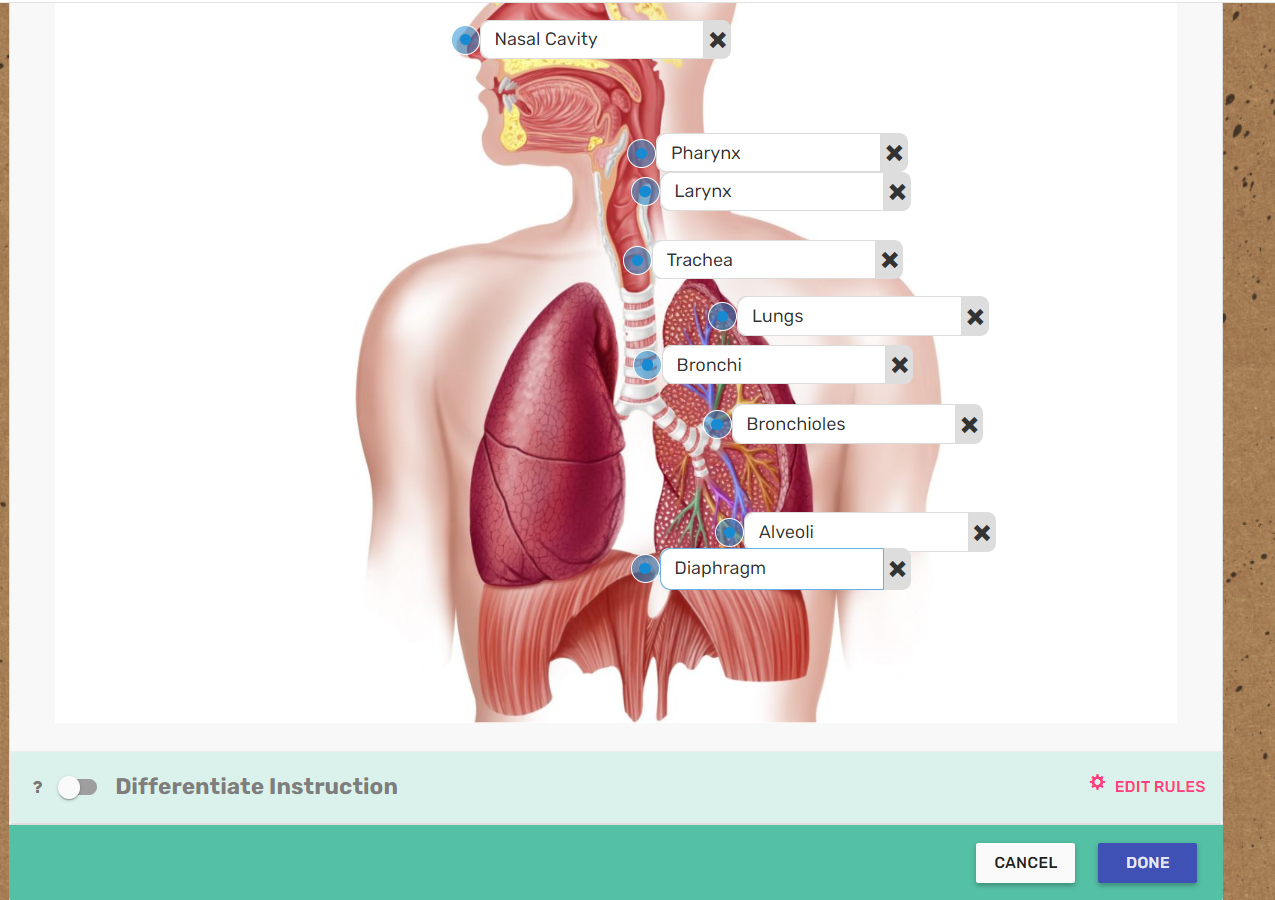 Nasal Cavity
Pharynx
Larynx
Trachea
Lungs
Bronchi
Bronchioles
Alveoli
Diaphragm
? Differentiate Instruction
EDIT RULES
CANCEL
DONE